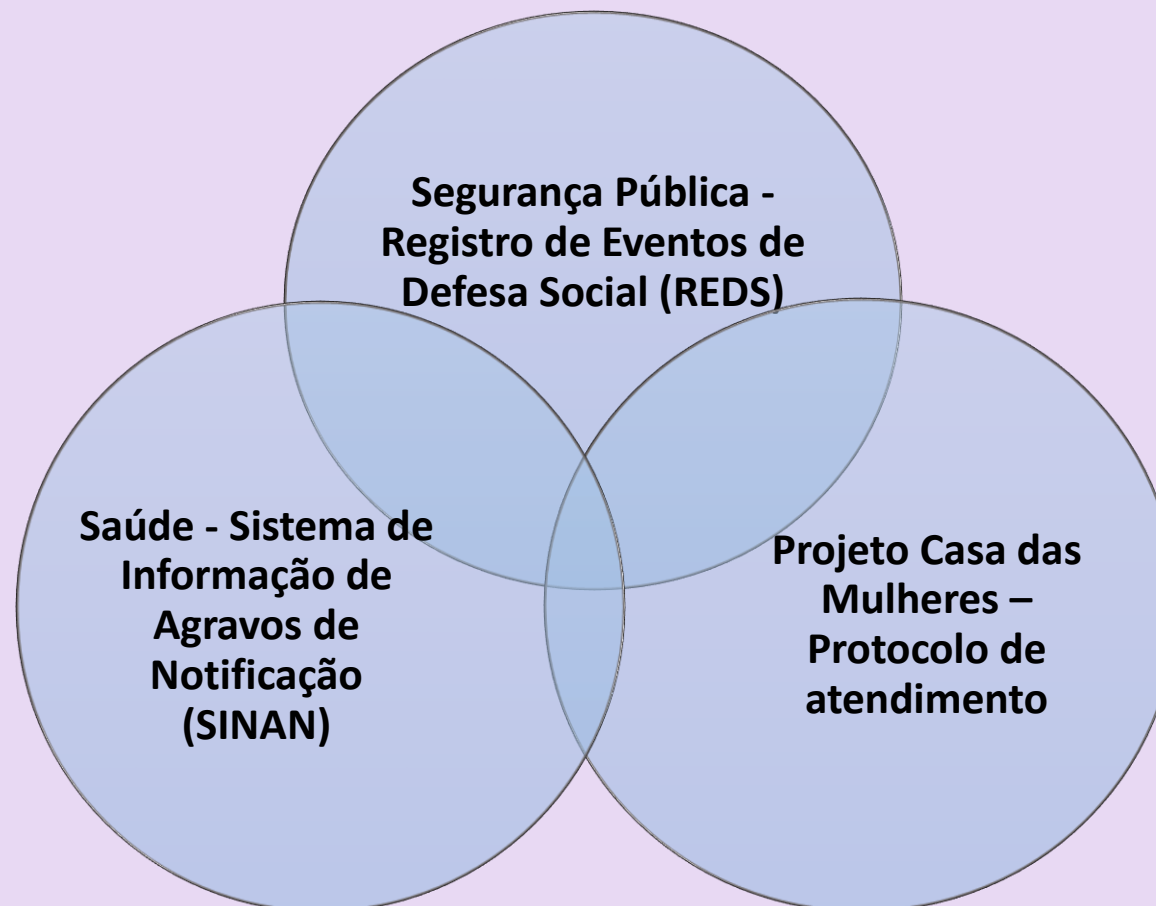 Segurança Pública -
Registro de Eventos de
Defesa Social (REDS)
Saúde - Sistema de
Informação de
Agravos de
Notificação
(SINAN)
Projeto Casa das
Mulheres –
Protocolo de
atendimento